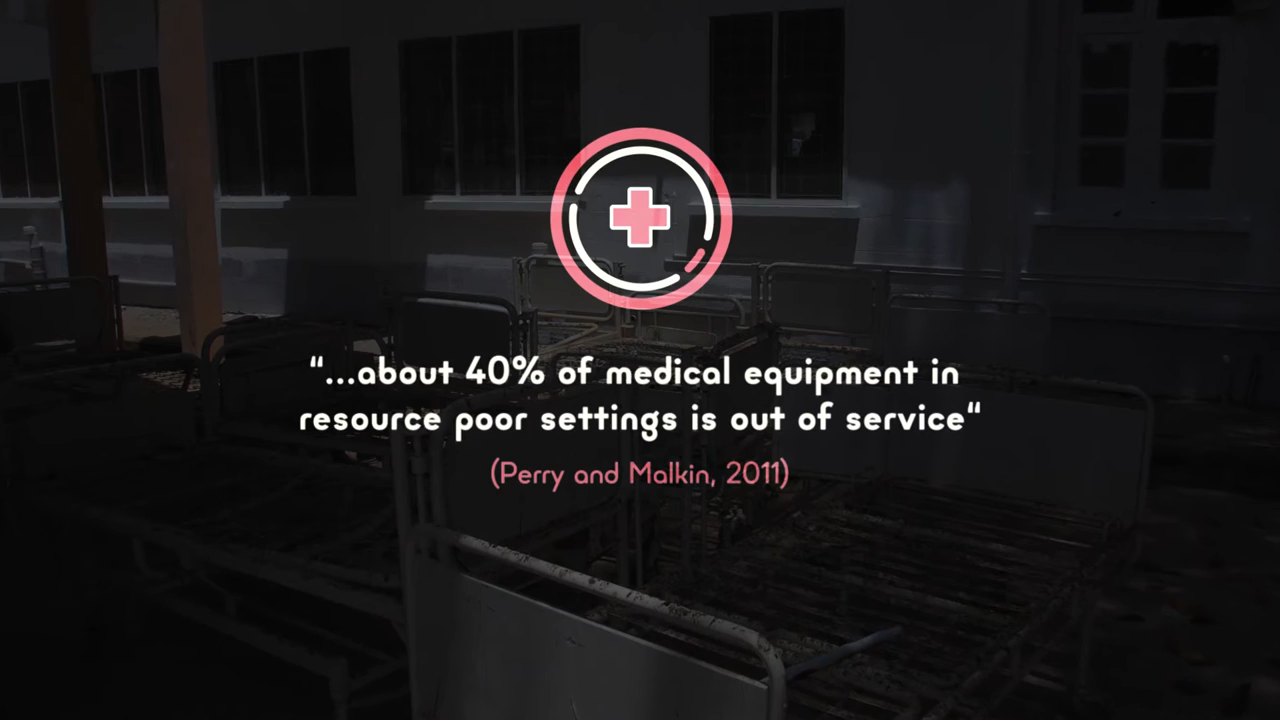 “...about 40% of medical equipment in
resource poor settings is out of service“
(Perry and Malkin, 2011)